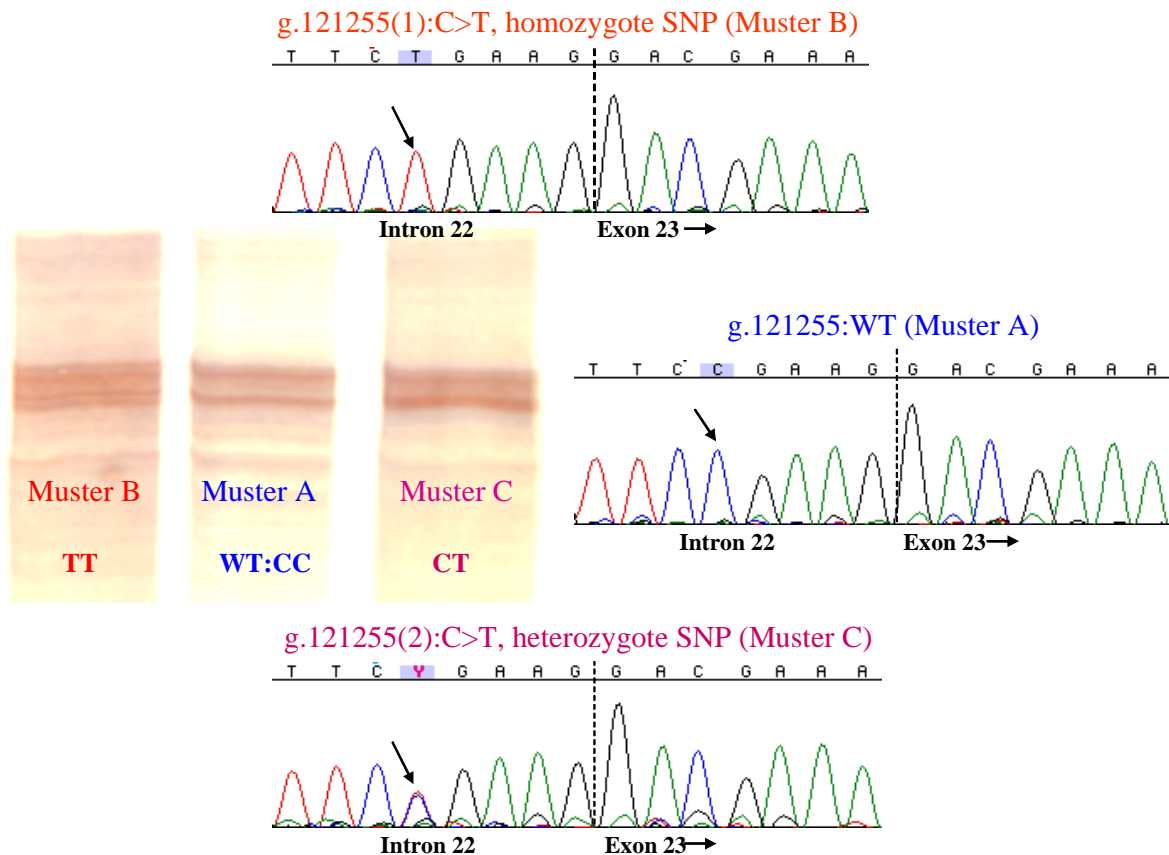 g.121255(1):C>T, homozygote SNP (Muster B)
T T C T G A A G G A C G A A A
Intron 22 Exon 23
g.121255:WT (Muster A)
T T C C G A A G G A C G A A A
Intron 22 Exon 23
Muster B Muster A Muster C
TT WT:CC CT
g.121255(2):C>T, heterozygote SNP (Muster C)
T T C Y G A A G G A C G A A A
Intron 22 Exon 23